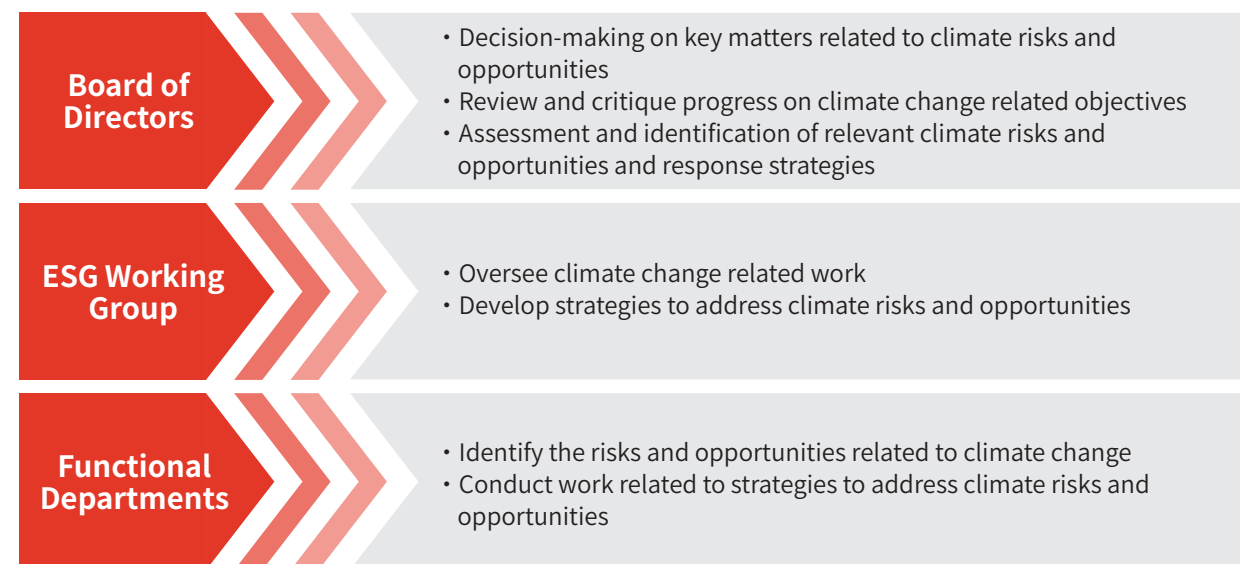 Board of
Directors
・Decision-making on key matters related to climate risks and
opportunities
・Review and critique progress on climate change related objectives
・Assessment and identification of relevant climate risks and
opportunities and response strategies
ESG Working
Group
・Oversee climate change related work
・Develop strategies to address climate risks and opportunities
Functional
Departments
・Identify the risks and opportunities related to climate change
・Conduct work related to strategies to address climate risks and
opportunities